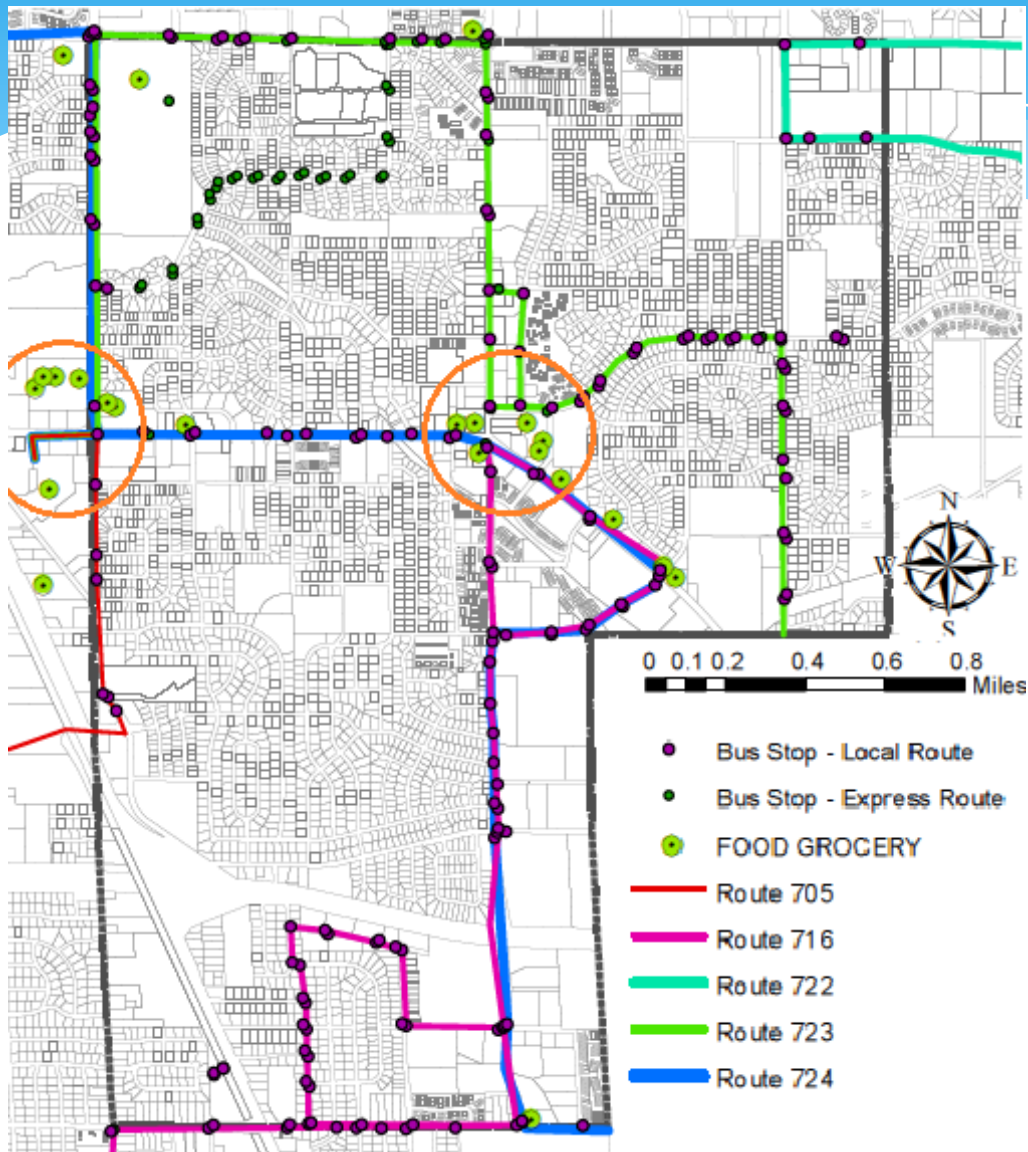 N
W E
S
0 0.1 0.2 0.4 0.6 0.8
Miles
Bus Stop - Local Route
Bus Stop - Express Route
FOOD GROCERY
Route 705
Route 716
Route 722
Route 723
Route 724